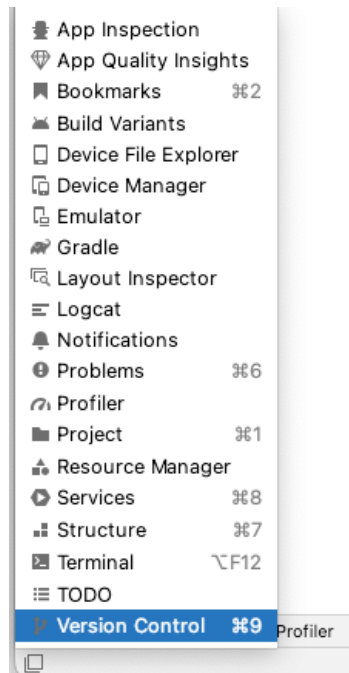 App Inspection
App Quality Insights
Bookmarks ⌘2
Build Variants
Device File Explorer
Device Manager
Emulator
Gradle
Layout Inspector
Logcat
Notifications
Problems ⌘6
Profiler
Project ⌘1
Resource Manager
Services ⌘8
Structure ⌘7
Terminal ⌥F12
TODO
Version Control ⌘9
Profiler